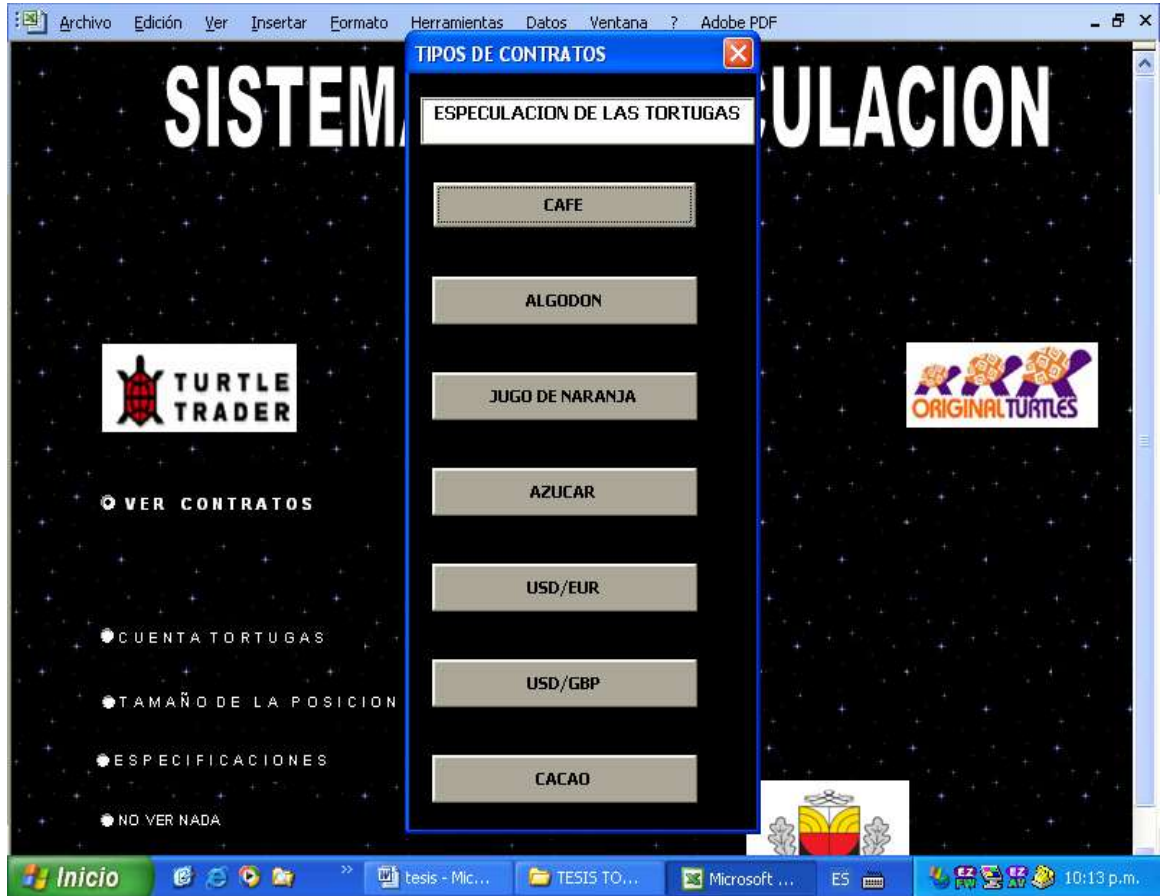 Archivo Edición Ver Insertar Formato Herramientas Datos Ventana ? Adobe PDF
TIPOS DE CONTRATOS
SISTEMA CULACION
ESPECULACION DE LAS TORTUGAS
CAFE
ALGODON
JUGO DE NARANJA
AZUCAR
USD/EUR
USD/GBP
CACAO
TURTLE
TRADER
ORIGINAL TURTLES
VER CONTRATOS
CUENTA TORTUGAS
TAMAÑO DE LA POSICION
ESPECIFICACIONES
NO VER NADA
Inicio » tesis - Mic... TESIS TO... Microsoft ... ES 10:13 p.m.